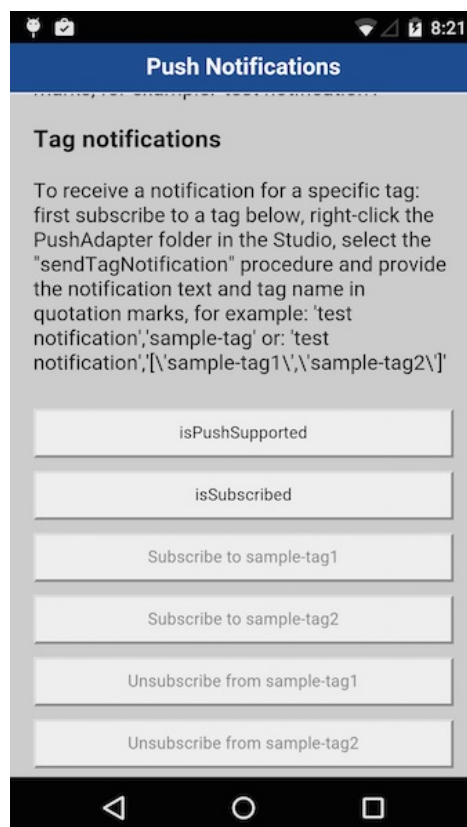 8:21
Push Notifications
Tag notifications
To receive a notification for a specific tag:
first subscribe to a tag below, right-click the
PushAdapter folder in the Studio, select the
"sendTagNotification" procedure and provide
the notification text and tag name in
quotation marks, for example: 'test
notification','sample-tag' or: 'test
notification','[\'sample-tag1\',\'sample-tag2\']'
isPushSupported
isSubscribed
Subscribe to sample-tag1
Subscribe to sample-tag2
Unsubscribe from sample-tag1
Unsubscribe from sample-tag2